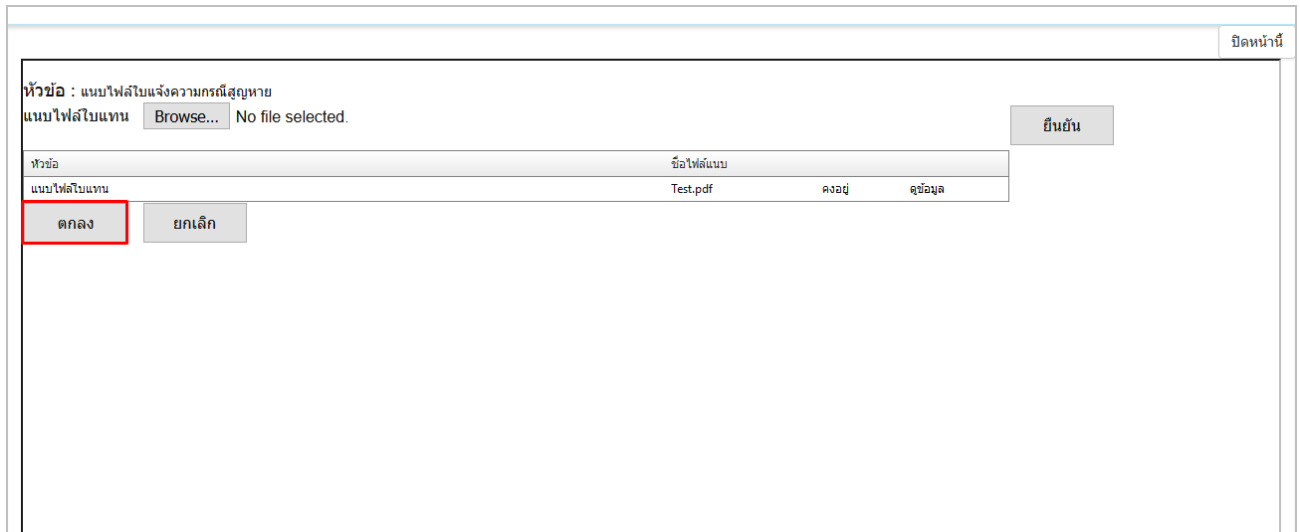 ปิดหน้านี้
หัวข้อ : แนบไฟล์ใบแจ้งความกรณีสูญหาย
แนบไฟล์ใบแทน Browse... No file selected.
ยืนยัน
หัวข้อ ชื่อไฟล์แนบ
แนบไฟล์ใบแทน Test.pdf คงอยู่ ดูข้อมูล
ตกลง ยกเลิก